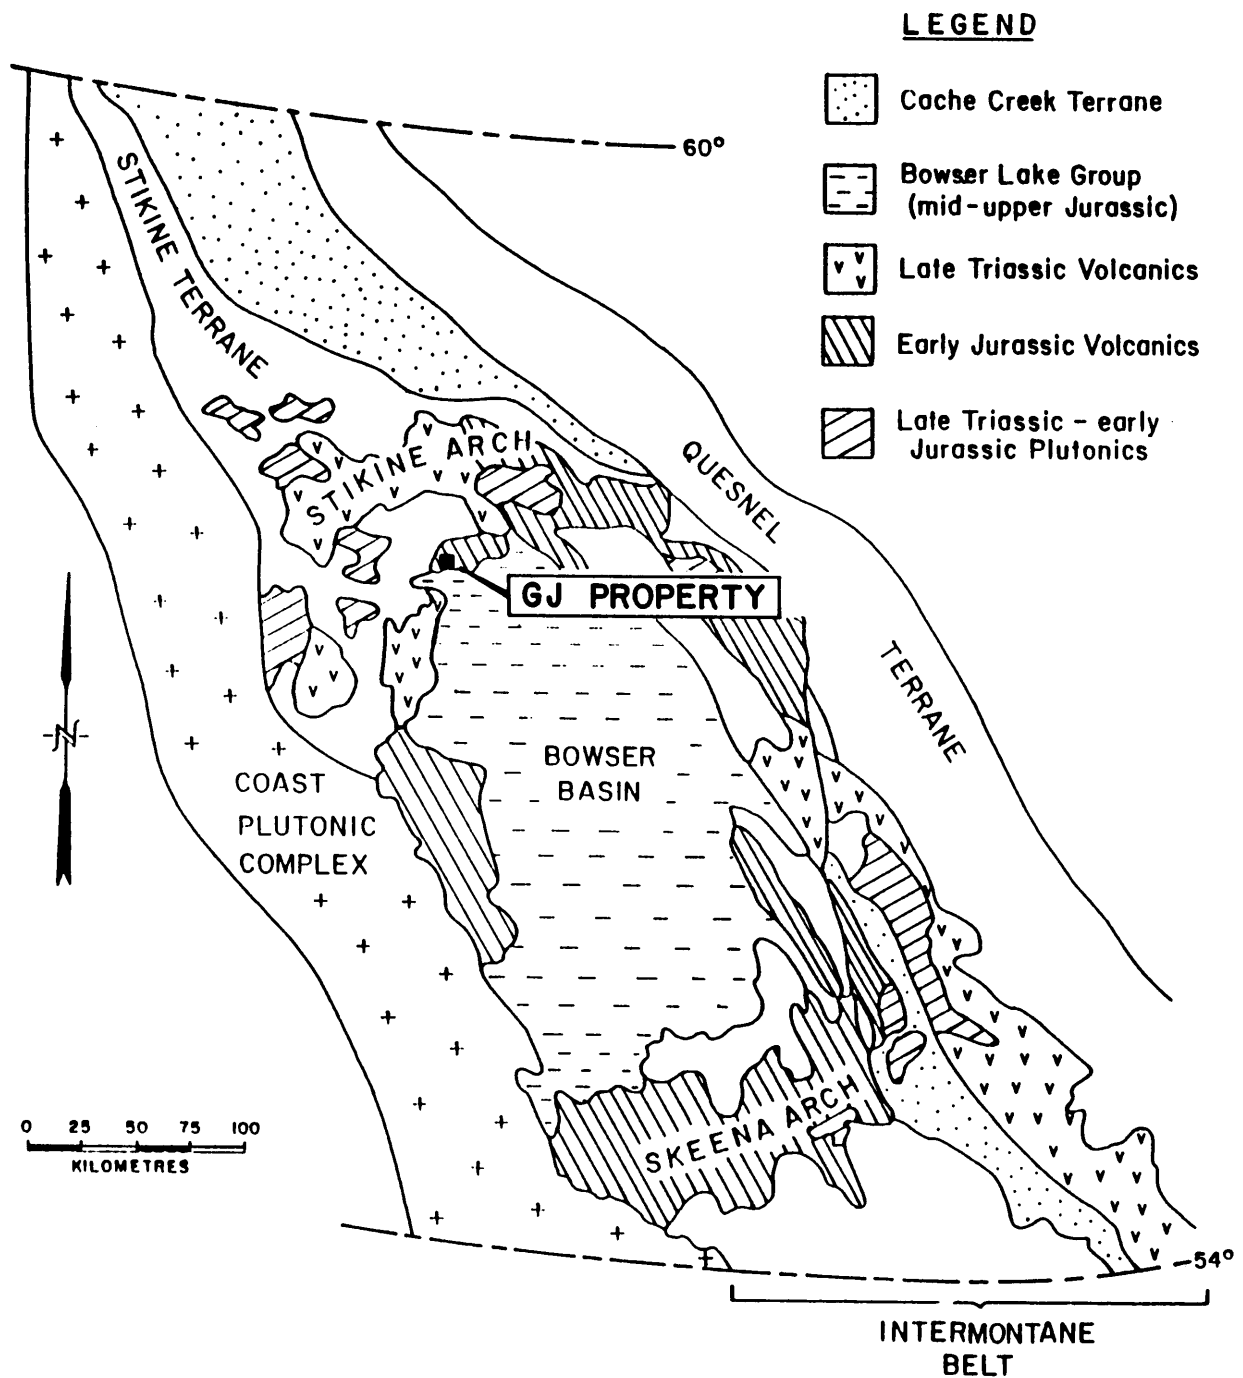 LEGEND
Cache Creek Terrane
Bowser Lake Group
(mid-upper Jurassic)
Late Triassic Volcanics
Early Jurassic Volcanics
Late Triassic - early
Jurassic Plutonics
60°
STIKINE TERRANE
STIKINE ARCH
QUESNEL
TERRANE
GJ PROPERTY
BOWSER
BASIN
COAST
PLUTONIC
COMPLEX
N
SKEENA ARCH
0 25 50 75 100
KILOMETRES
54°
INTERMONTANE
BELT